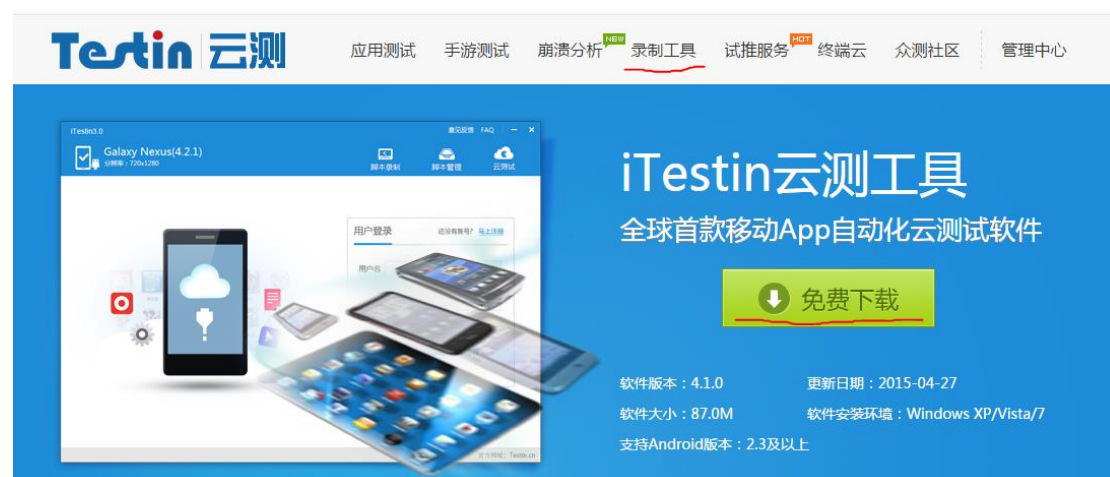 Testin 云测
应用测试 手游测试 崩溃分析 NEW 录制工具 试推服务 HOT 终端云 众测社区 管理中心
iTestin3.0 意见反馈 FAQ
Galaxy Nexus(4.2.1)
分辨率：720x1280
脚本录制 脚本管理 云测试
用户登录 还没有账号? 马上注册
用户名
官方网站：Testin.cn
iTestin云测工具
全球首款移动App自动化云测试软件
免费下载
软件版本：4.1.0 更新日期：2015-04-27
软件大小：87.0M 软件安装环境：Windows XP/Vista/7
支持Android版本：2.3及以上